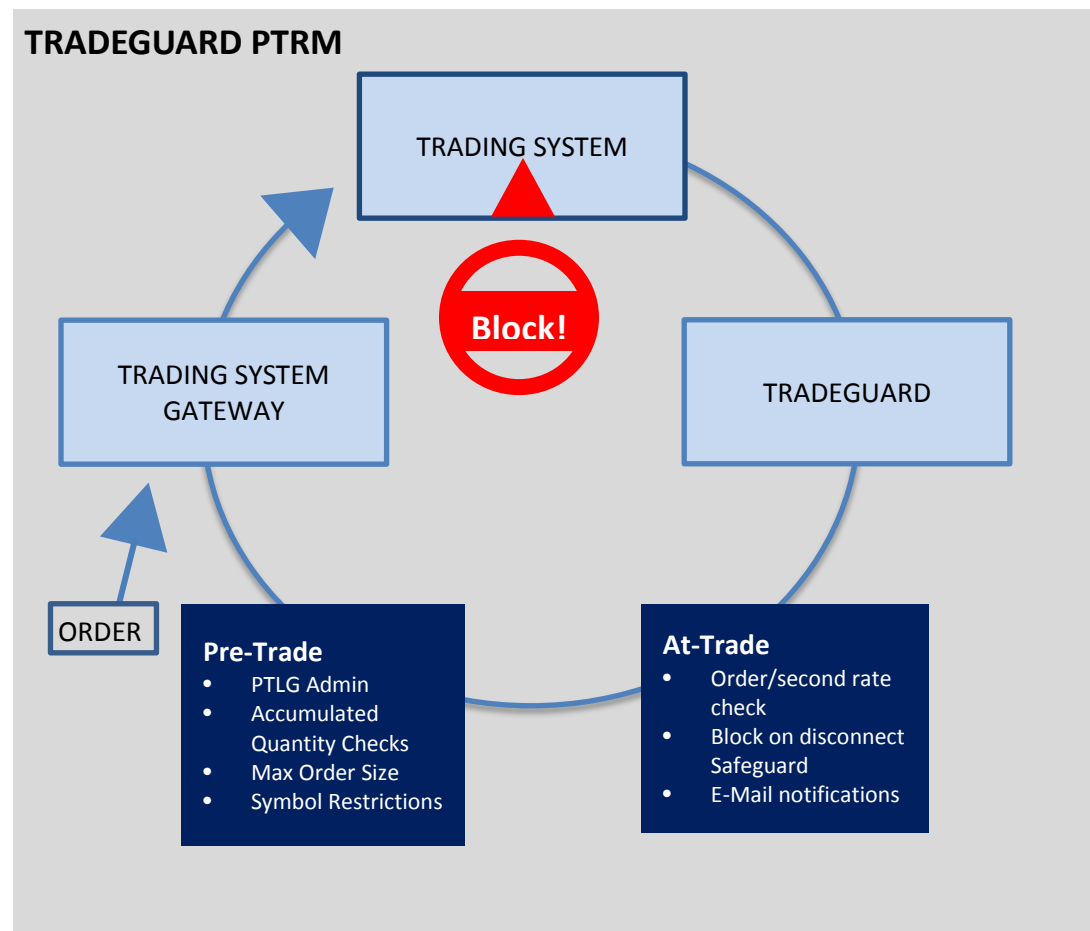 TRADEGUARD PTRM
TRADING SYSTEM
Block!
TRADING SYSTEM
GATEWAY
TRADEGUARD
ORDER
Pre-Trade
• PTLG Admin
• Accumulated
Quantity Checks
• Max Order Size
• Symbol Restrictions
At-Trade
• Order/second rate
check
• Block on disconnect
Safeguard
• E-Mail notifications